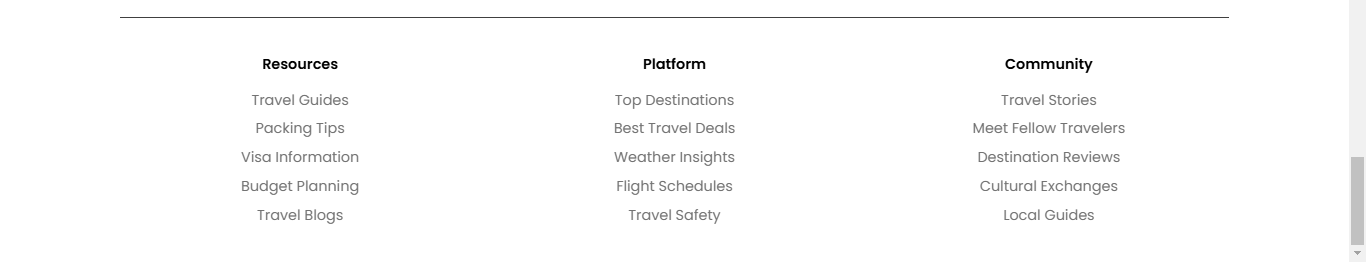 Resources
Travel Guides
Packing Tips
Visa Information
Budget Planning
Travel Blogs
Platform
Top Destinations
Best Travel Deals
Weather Insights
Flight Schedules
Travel Safety
Community
Travel Stories
Meet Fellow Travelers
Destination Reviews
Cultural Exchanges
Local Guides